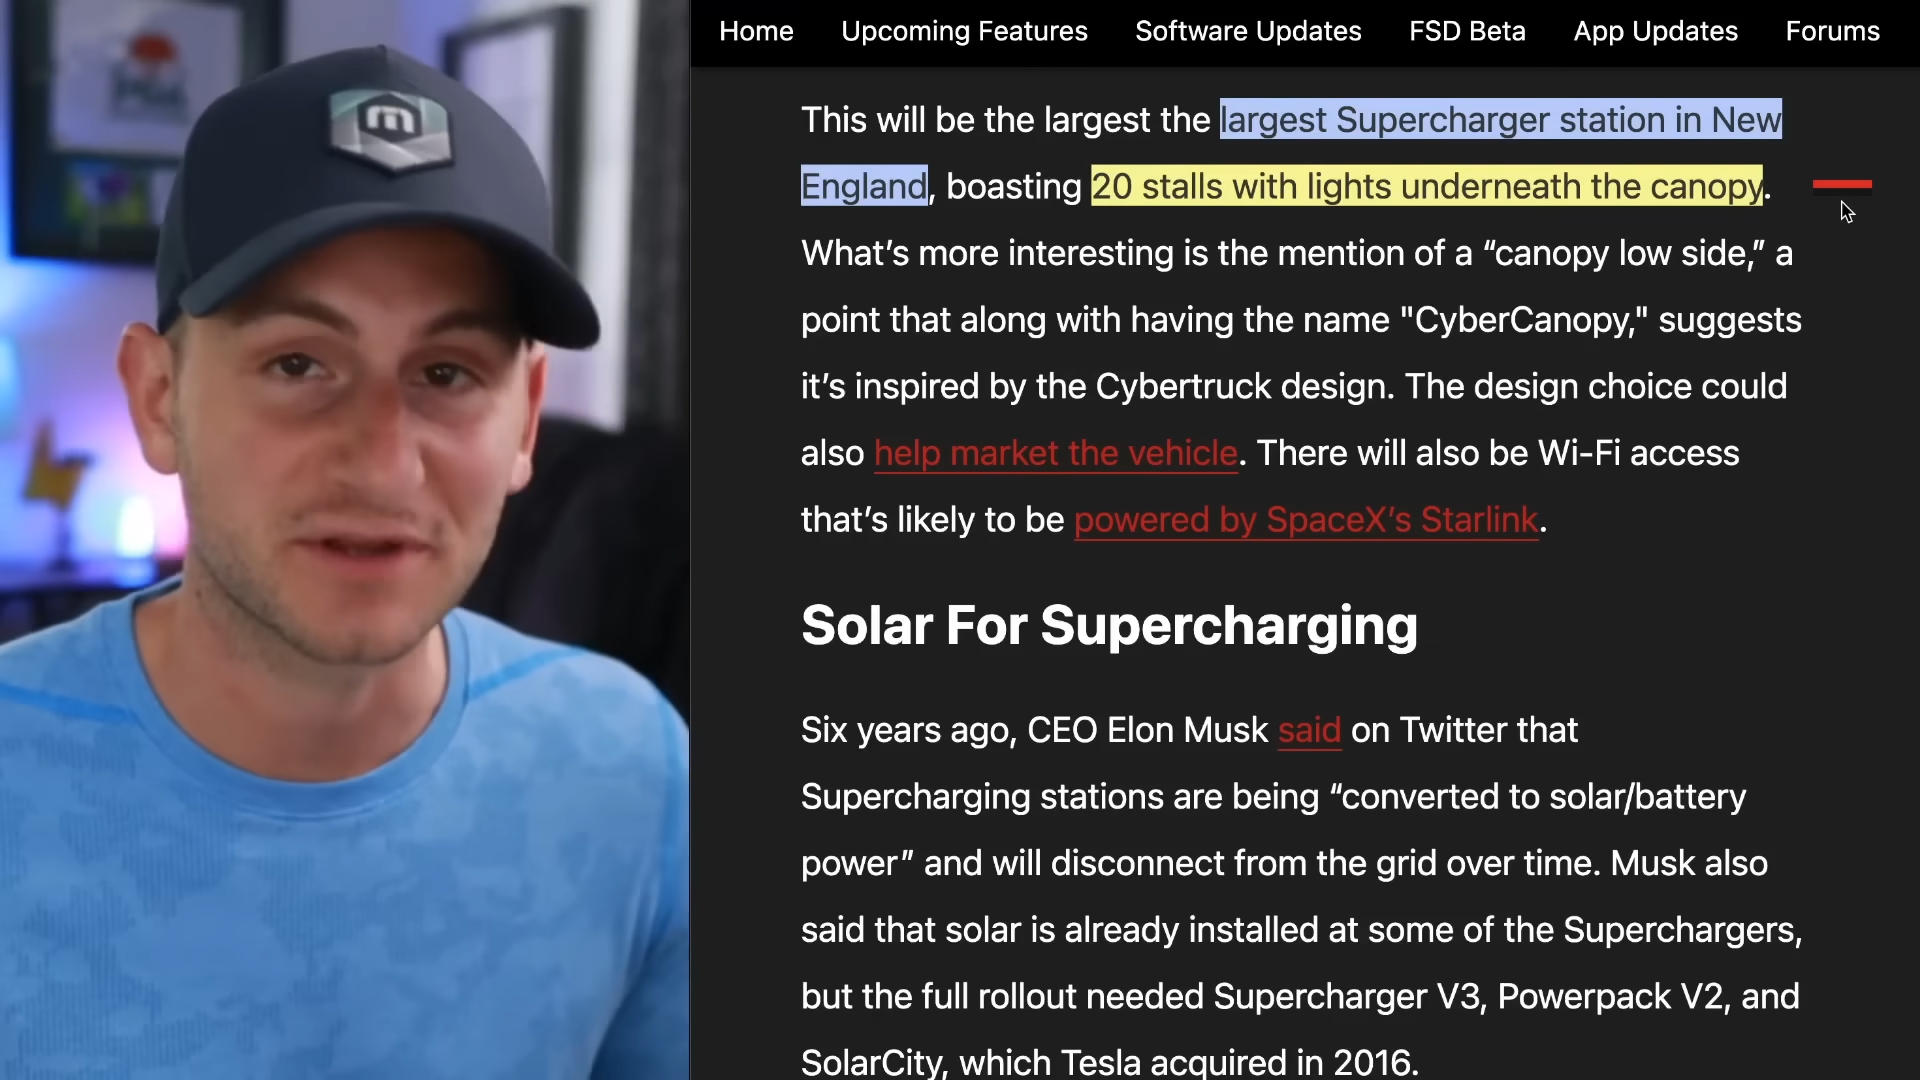 Home Upcoming Features Software Updates FSD Beta App Updates Forums
This will be the largest the largest Supercharger station in New
England, boasting 20 stalls with lights underneath the canopy.
What’s more interesting is the mention of a “canopy low side,” a
point that along with having the name "CyberCanopy," suggests
it’s inspired by the Cybertruck design. The design choice could
also help market the vehicle. There will also be Wi-Fi access
that’s likely to be powered by SpaceX’s Starlink.
Solar For Supercharging
Six years ago, CEO Elon Musk said on Twitter that
Supercharging stations are being “converted to solar/battery
power” and will disconnect from the grid over time. Musk also
said that solar is already installed at some of the Superchargers,
but the full rollout needed Supercharger V3, Powerpack V2, and
SolarCity, which Tesla acquired in 2016.
m